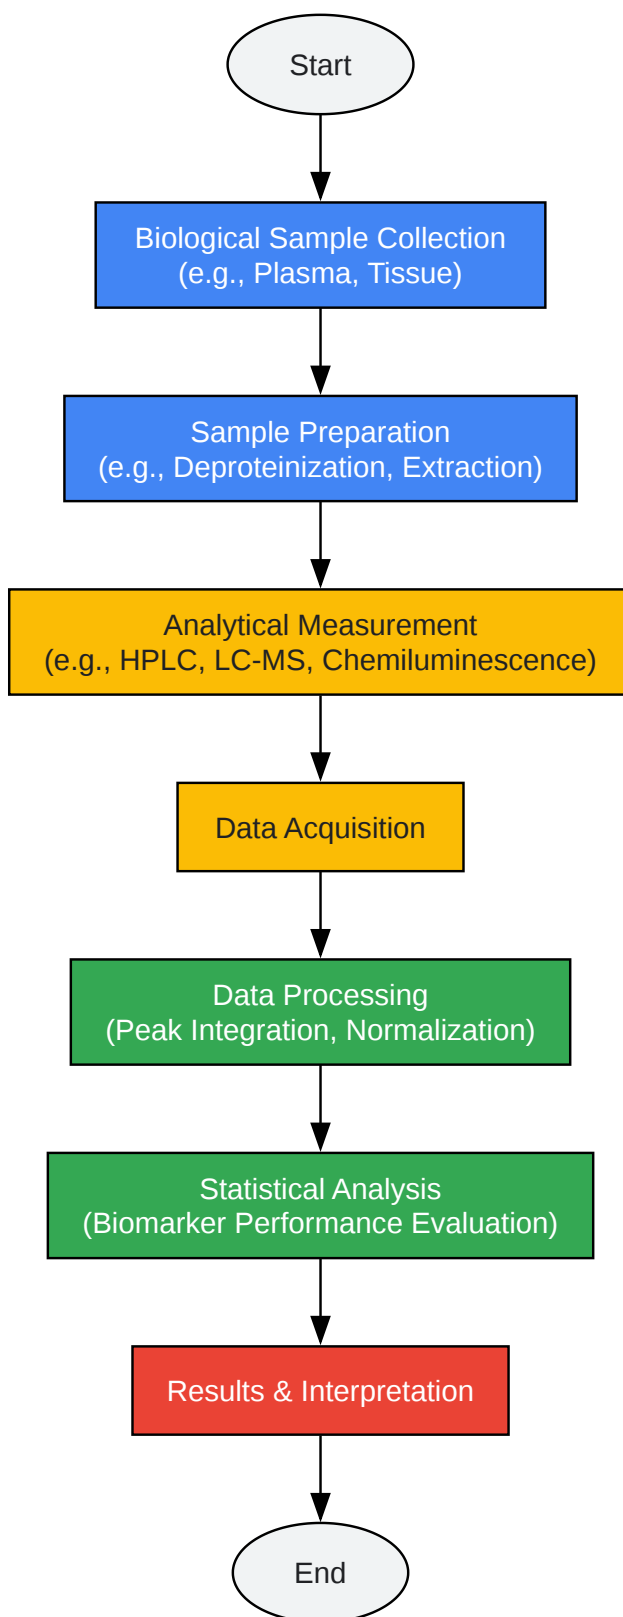 Start
Biological Sample Collection
(e.g., Plasma, Tissue)
Sample Preparation
(e.g., Deproteinization, Extraction)
Analytical Measurement
(e.g., HPLC, LC-MS, Chemiluminescence)
Data Acquisition
Data Processing
(Peak Integration, Normalization)
Statistical Analysis
(Biomarker Performance Evaluation)
Results & Interpretation
End